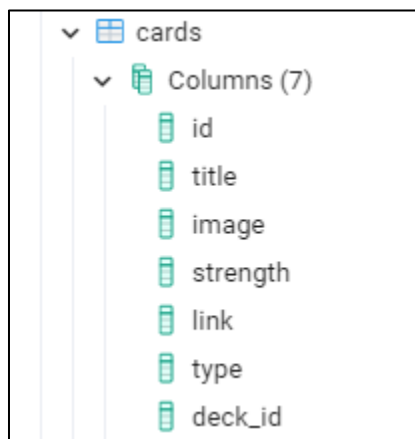 cards
Columns (7)
id
title
image
strength
link
type
deck_id